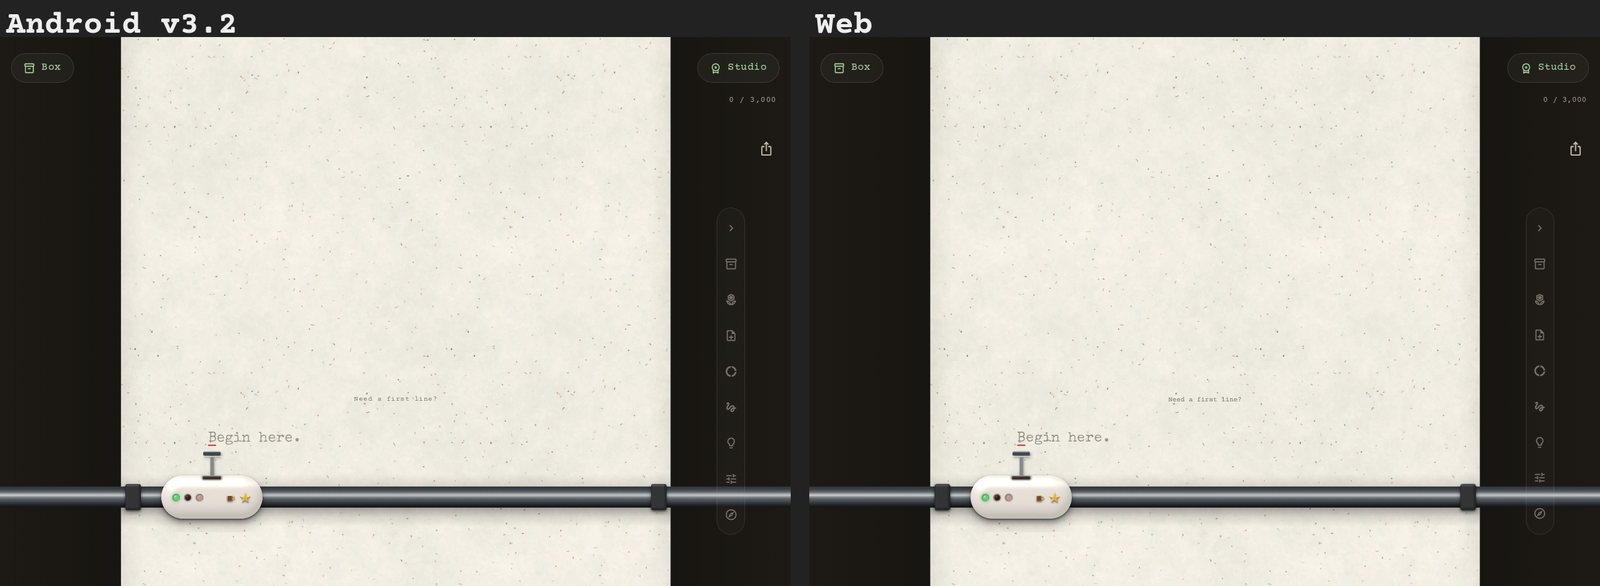 Android v3.2
Box
Studio
0 / 3,000
Need a first line?
Begin here.
Web
Box
Studio
0 / 3,000
Need a first line?
Begin here.